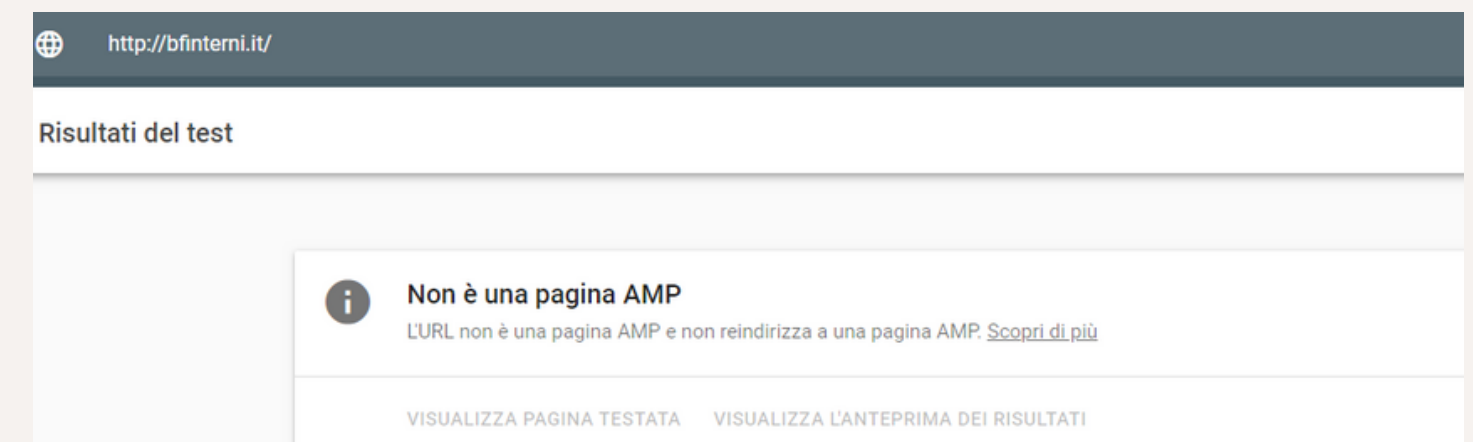 http://bfinterni.it/
Risultati del test
Non è una pagina AMP
L'URL non è una pagina AMP e non reindirizza a una pagina AMP. Scopri di più
VISUALIZZA PAGINA TESTATA VISUALIZZA L'ANTEPRIMA DEI RISULTATI